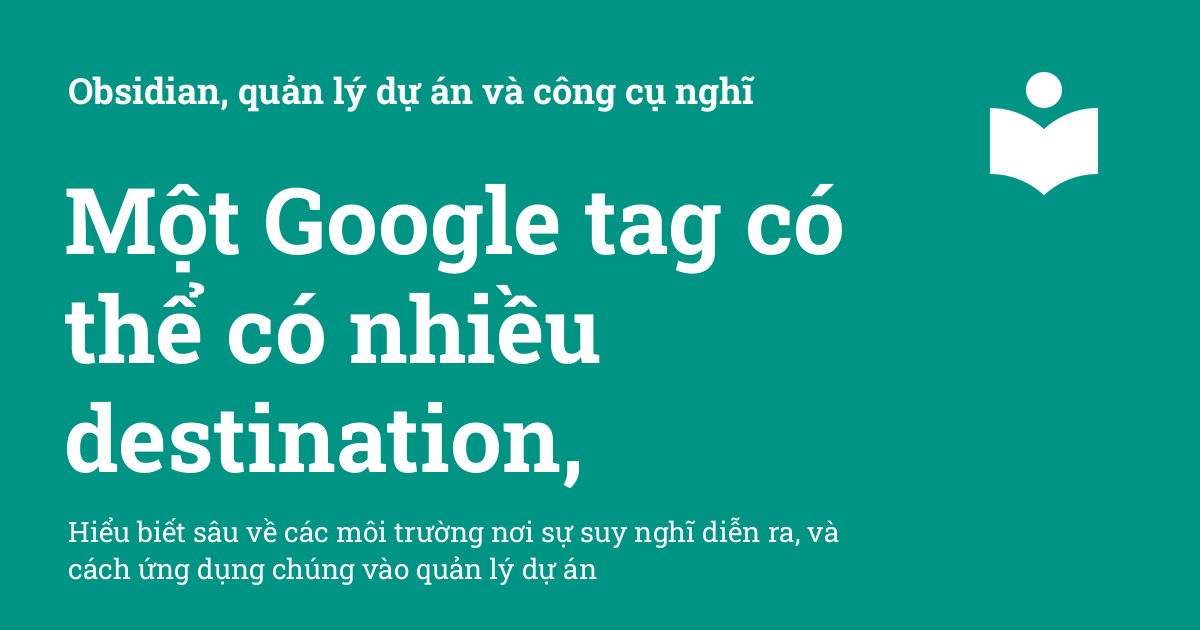 Obsidian, quản lý dự án và công cụ nghĩ
Một Google tag có
thể có nhiều
destination,
Hiểu biết sâu về các môi trường nơi sự suy nghĩ diễn ra, và
cách ứng dụng chúng vào quản lý dự án